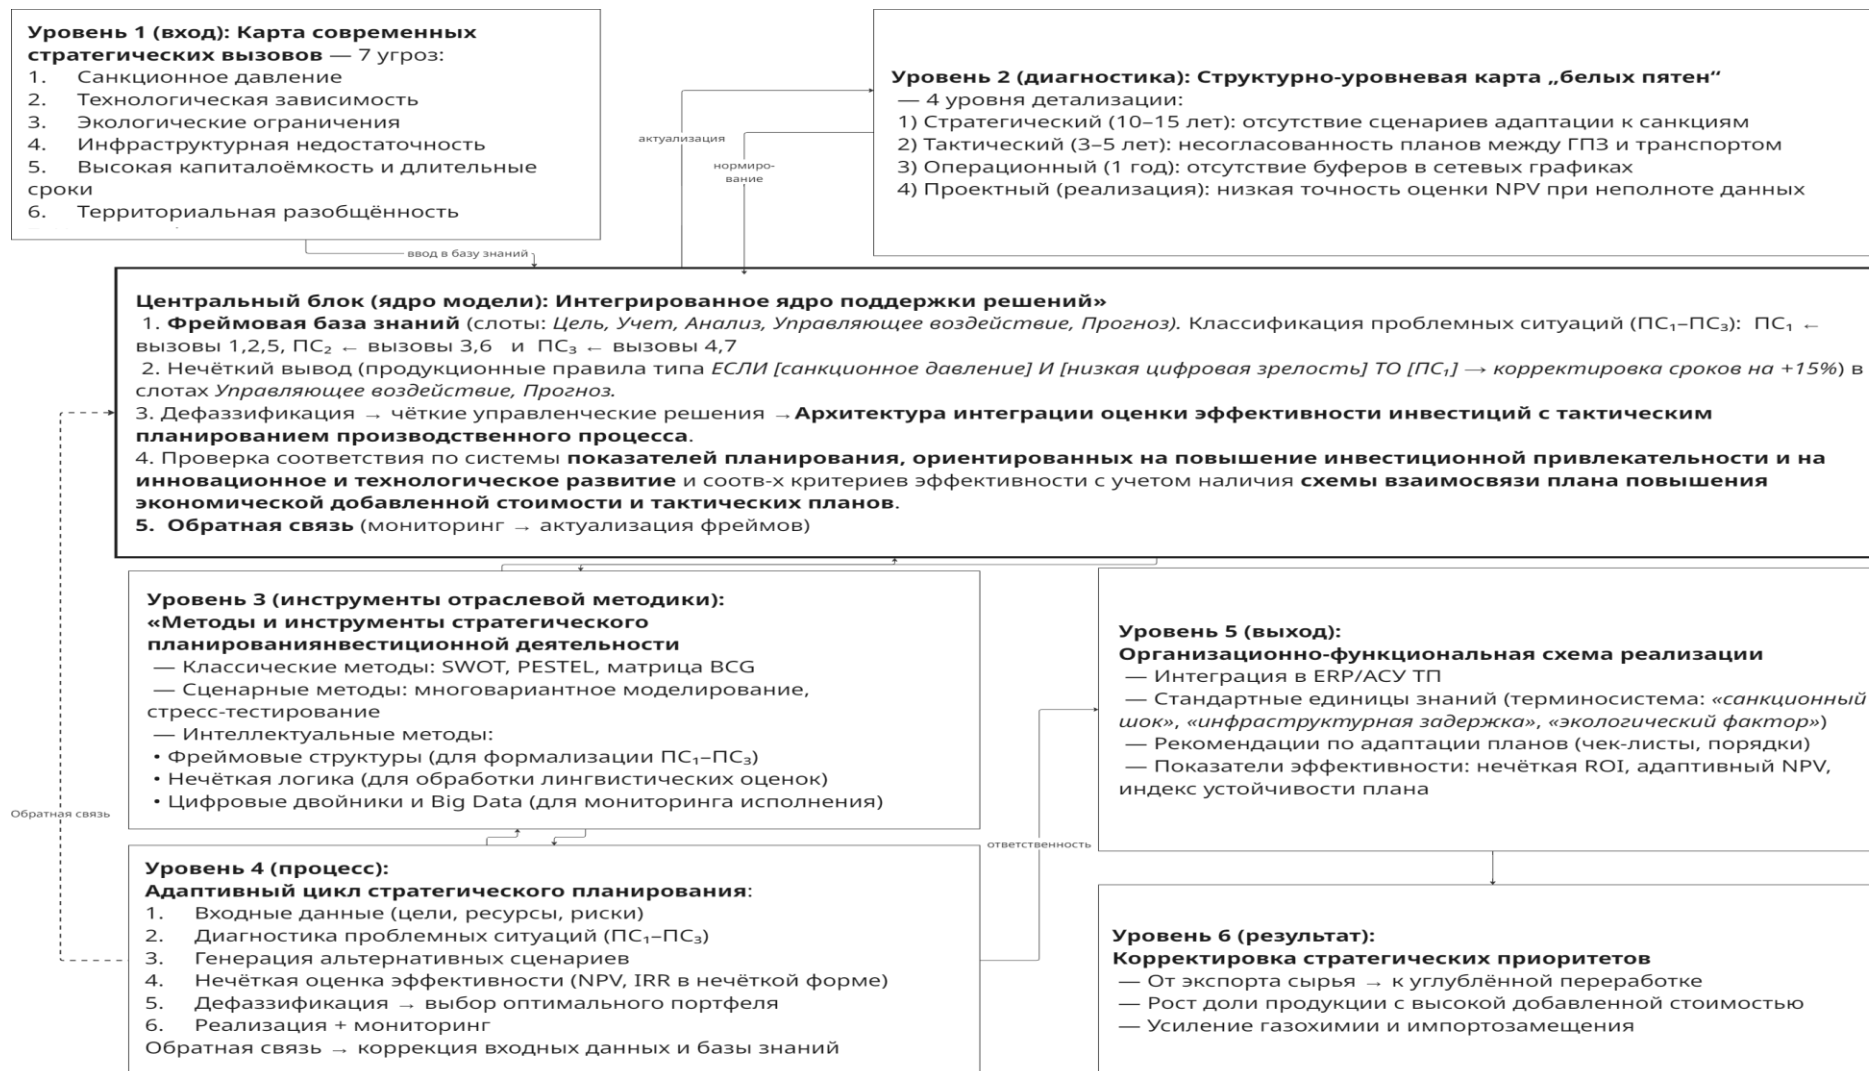 Уровень 1 (вход): Карта современных
стратегических вызовов — 7 угроз:
1. Санкционное давление
2. Технологическая зависимость
3. Экологические ограничения
4. Инфраструктурная недостаточность
5. Высокая капиталоёмкость и длительные
сроки
6. Территориальная разобщённость
Уровень 2 (диагностика): Структурно-уровневая карта „белых пятен“
— 4 уровня детализации:
1) Стратегический (10–15 лет): отсутствие сценариев адаптации к санкциям
2) Тактический (3–5 лет): несогласованность планов между ГПЗ и транспортом
3) Операционный (1 год): отсутствие буферов в сетевых графиках
4) Проектный (реализация): низкая точность оценки NPV при неполноте данных
актуализация
нормиро-
вание
ввод в базу знаний
Центральный блок (ядро модели): Интегрированное ядро поддержки решений»
1. Фреймовая база знаний (слоты: Цель, Учет, Анализ, Управляющее воздействие, Прогноз). Классификация проблемных ситуаций (ПС₁–ПС₃): ПС₁ ←
вызовы 1,2,5, ПС₂ ← вызовы 3,6 и ПС₃ ← вызовы 4,7
2. Нечёткий вывод (продукционные правила типа ЕСЛИ [санкционное давление] И [низкая цифровая зрелость] ТО [ПС₁] → корректировка сроков на +15%) в
слотах Управляющее воздействие, Прогноз.
3. Дефаззификация → чёткие управленческие решения →Архитектура интеграции оценки эффективности инвестиций с тактическим
планированием производственного процесса.
4. Проверка соответствия по системы показателей планирования, ориентированных на повышение инвестиционной привлекательности и на
инновационное и технологическое развитие и соотв-х критериев эффективности с учетом наличия схемы взаимосвязи плана повышения
экономической добавленной стоимости и тактических планов.
5. Обратная связь (мониторинг → актуализация фреймов)
Уровень 3 (инструменты отраслевой методики):
«Методы и инструменты стратегического
планированиянвестиционной деятельности
— Классические методы: SWOT, PESTEL, матрица BCG
— Сценарные методы: многовариантное моделирование,
стресс-тестирование
— Интеллектуальные методы:
• Фреймовые структуры (для формализации ПС₁–ПС₃)
• Нечёткая логика (для обработки лингвистических оценок)
• Цифровые двойники и Big Data (для мониторинга исполнения)
Обратная связь
Уровень 4 (процесс):
Адаптивный цикл стратегического планирования:
1. Входные данные (цели, ресурсы, риски)
2. Диагностика проблемных ситуаций (ПС₁–ПС₃)
3. Генерация альтернативных сценариев
4. Нечёткая оценка эффективности (NPV, IRR в нечёткой форме)
5. Дефаззификация → выбор оптимального портфеля
6. Реализация + мониторинг
Обратная связь → коррекция входных данных и базы знаний
ответственность
Уровень 5 (выход):
Организационно-функциональная схема реализации
— Интеграция в ERP/АСУ ТП
— Стандартные единицы знаний (терминосистема: «санкционный
шок», «инфраструктурная задержка», «экологический фактор»)
— Рекомендации по адаптации планов (чек-листы, порядки)
— Показатели эффективности: нечёткая ROI, адаптивный NPV,
индекс устойчивости плана
Уровень 6 (результат):
Корректировка стратегических приоритетов
— От экспорта сырья → к углублённой переработке
— Рост доли продукции с высокой добавленной стоимостью
— Усиление газохимии и импортозамещения